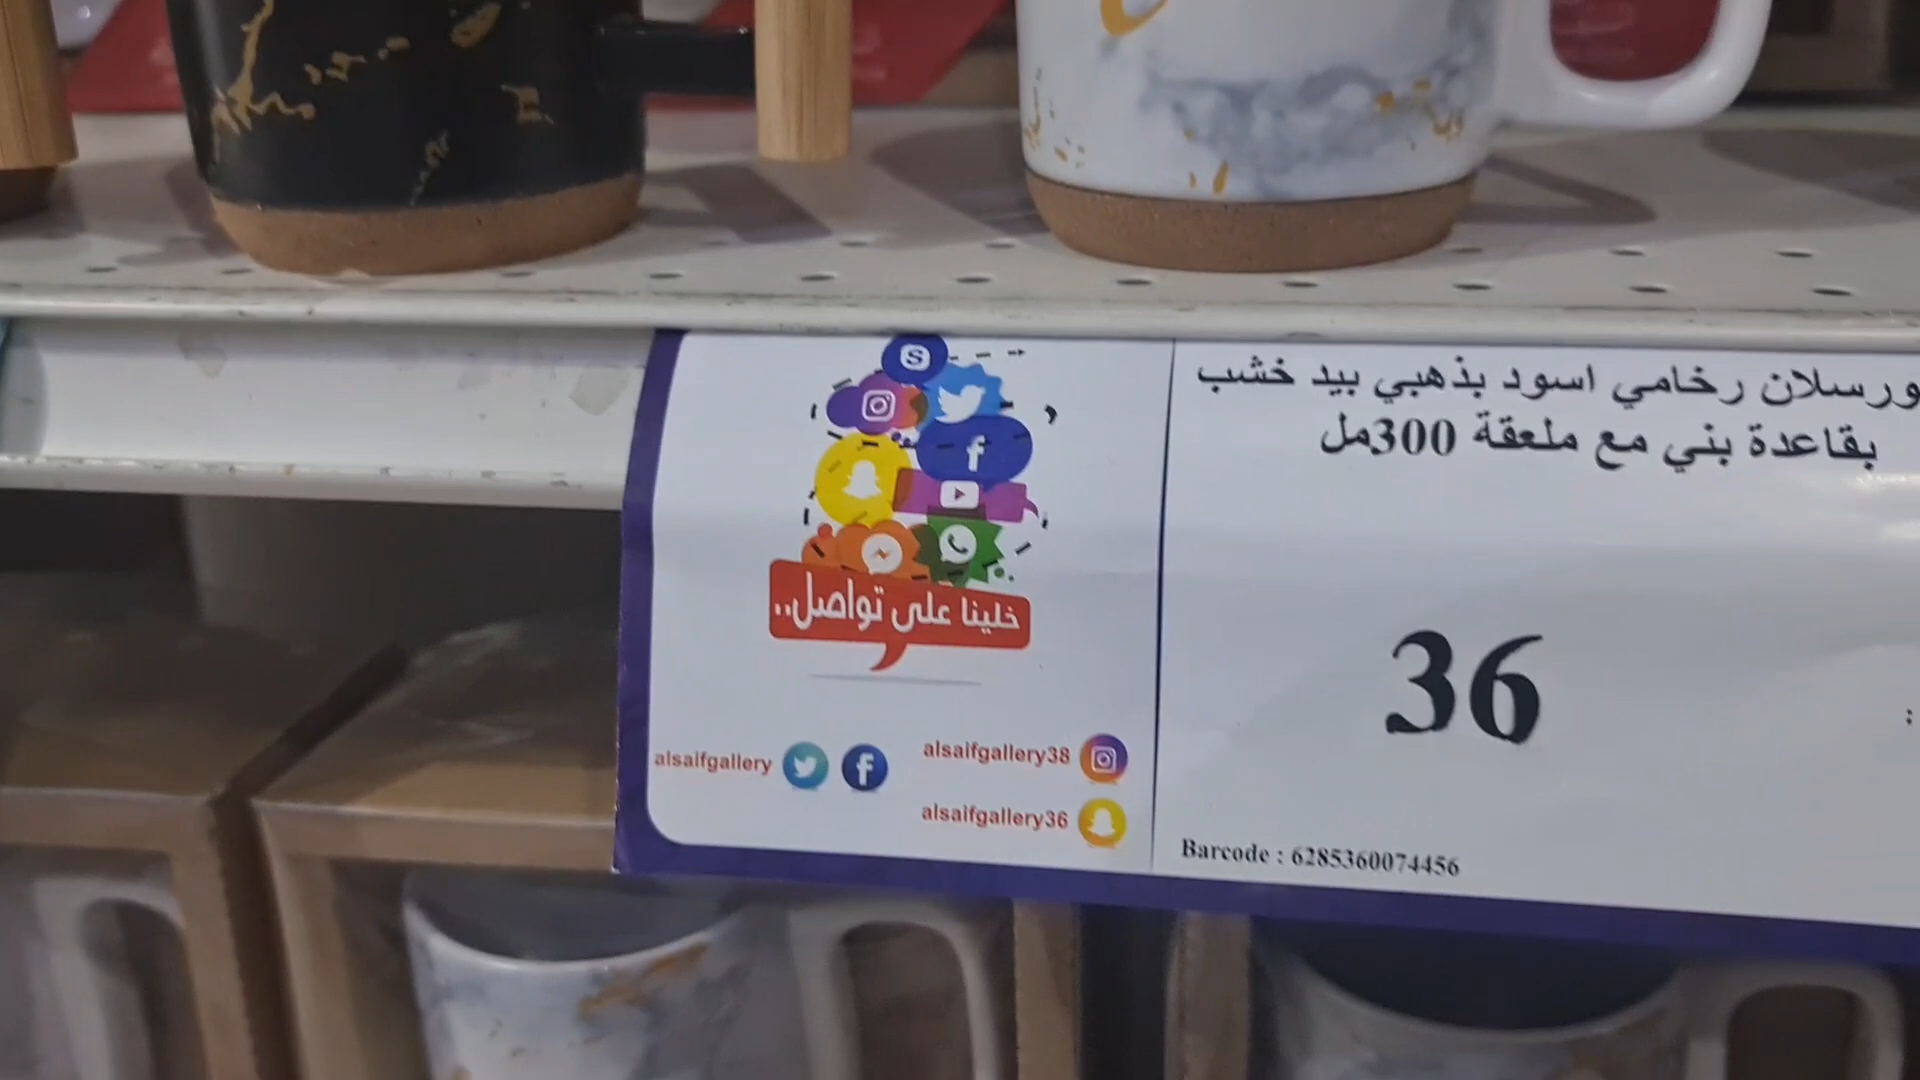 رخامي اسود بذهبي بيد خشب
بقاعدة بني مع ملعقة 300مل
36
Barcode : 6285360074456
خلينا على تواصل..
alsaifgallery38
alsaifgallery
alsaifgallery36